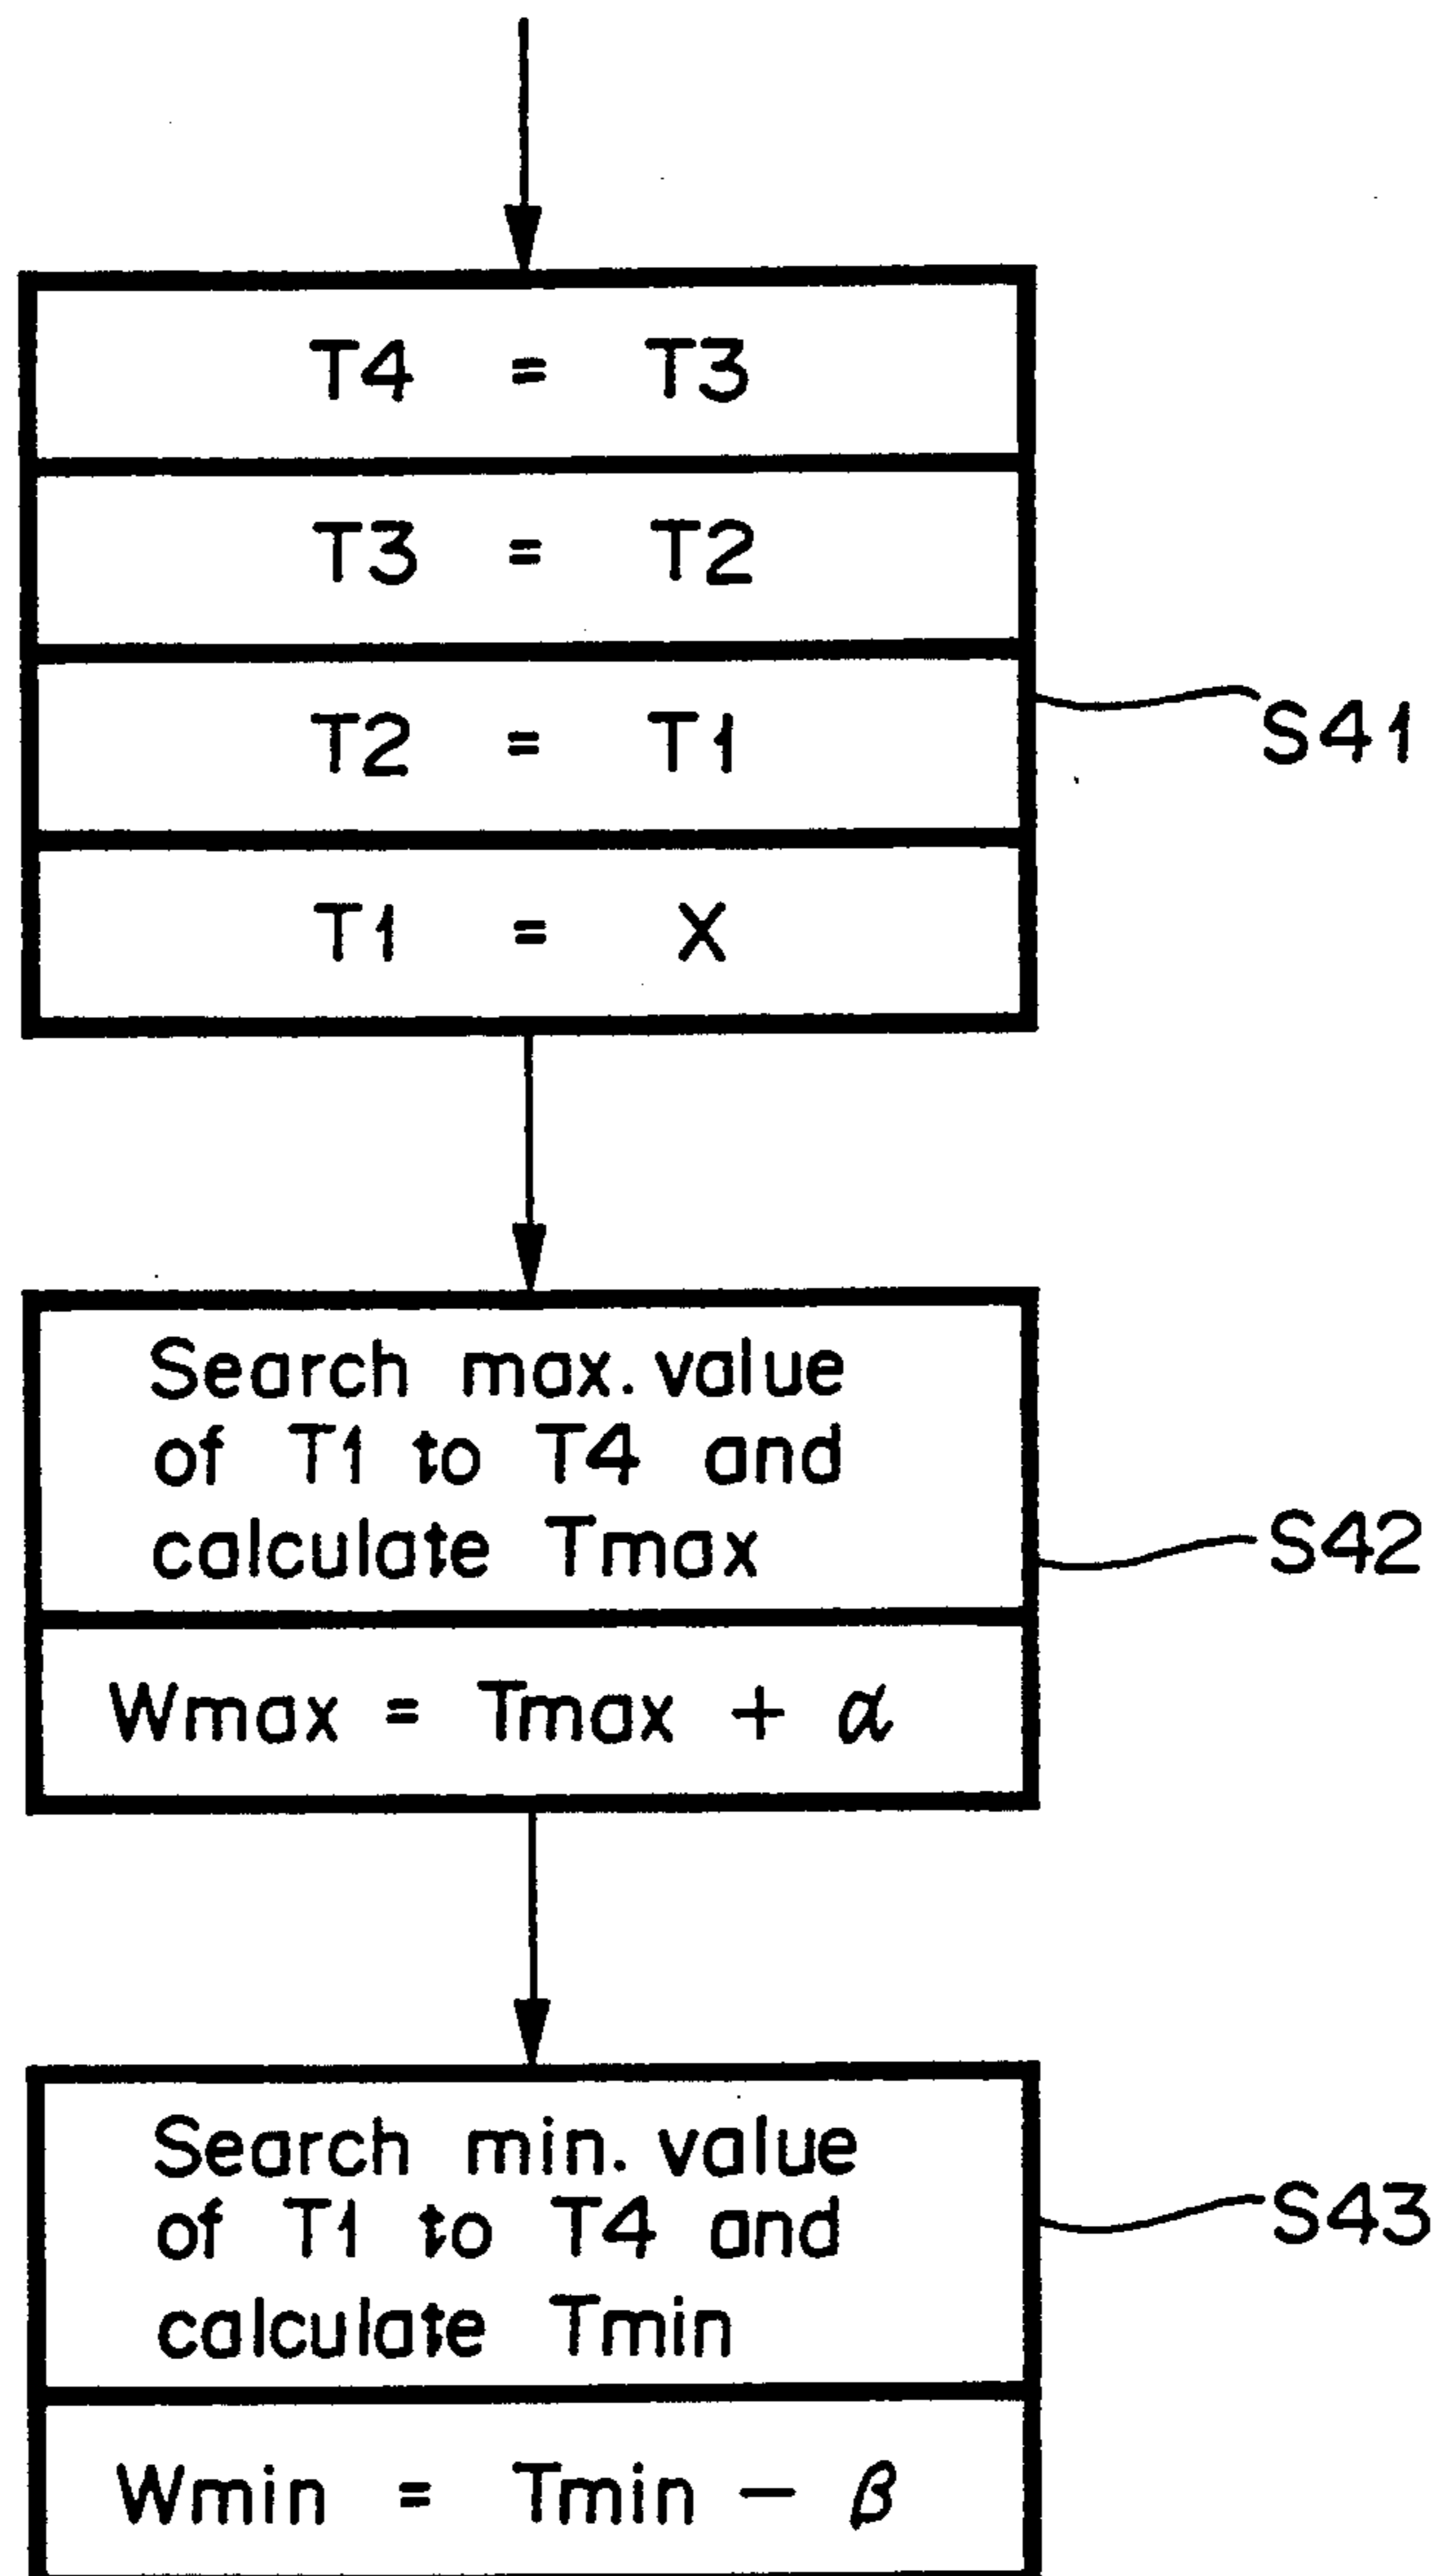 T4 = T3
T3 = T2
T2 = T1
S41
T1 = X
Search max. value
of T1 to T4 and
calculate Tmax
S42
Wmax = Tmax + α
Search min. value
of T1 to T4 and
calculate Tmin
S43
Wmin = Tmin - β